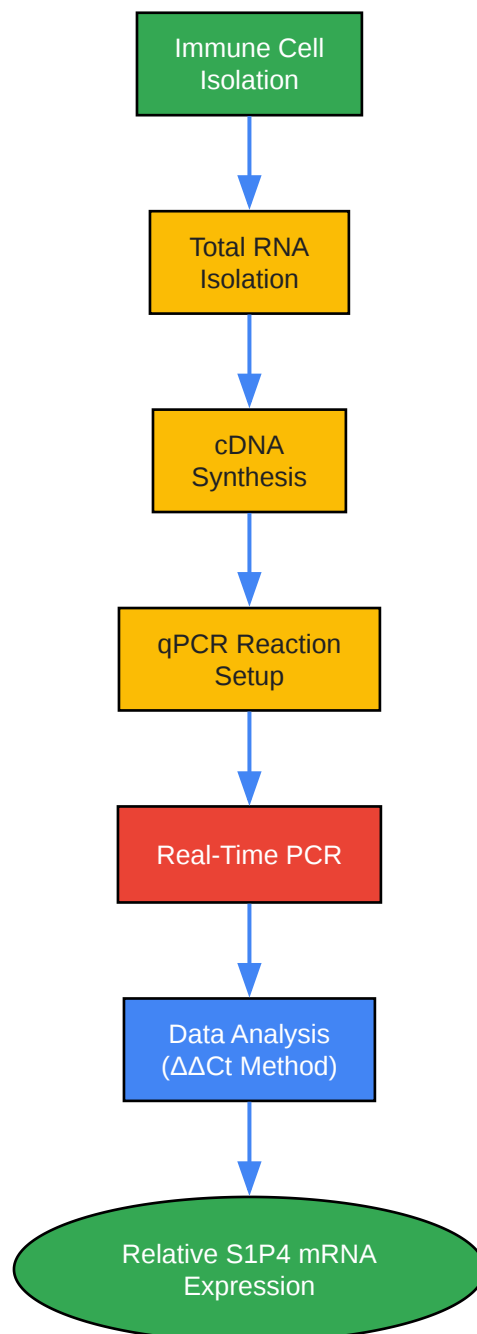 Immune Cell
Isolation
Total RNA
Isolation
cDNA
Synthesis
qPCR Reaction
Setup
Real-Time PCR
Data Analysis
(ΔΔCt Method)
Relative S1P4 mRNA
Expression